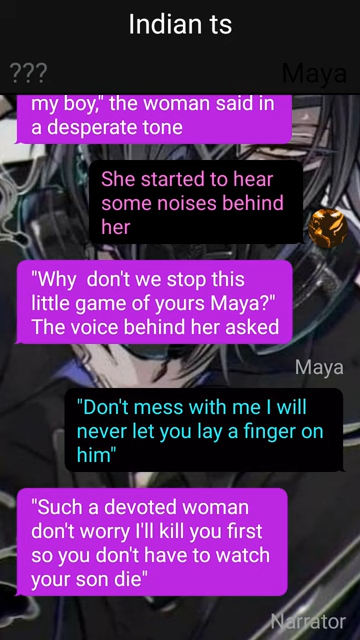 Indian ts
???
Maya
my boy," the woman said in
a desperate tone
She started to hear
some noises behind
her
"Why  don't we stop this
little game of yours Maya?"
The voice behind her asked
Maya
"Don't mess with me I will
never let you lay a finger on
him"
"Such a devoted woman
don't worry I'll kill you first
so you don't have to watch
your son die"
Narrator